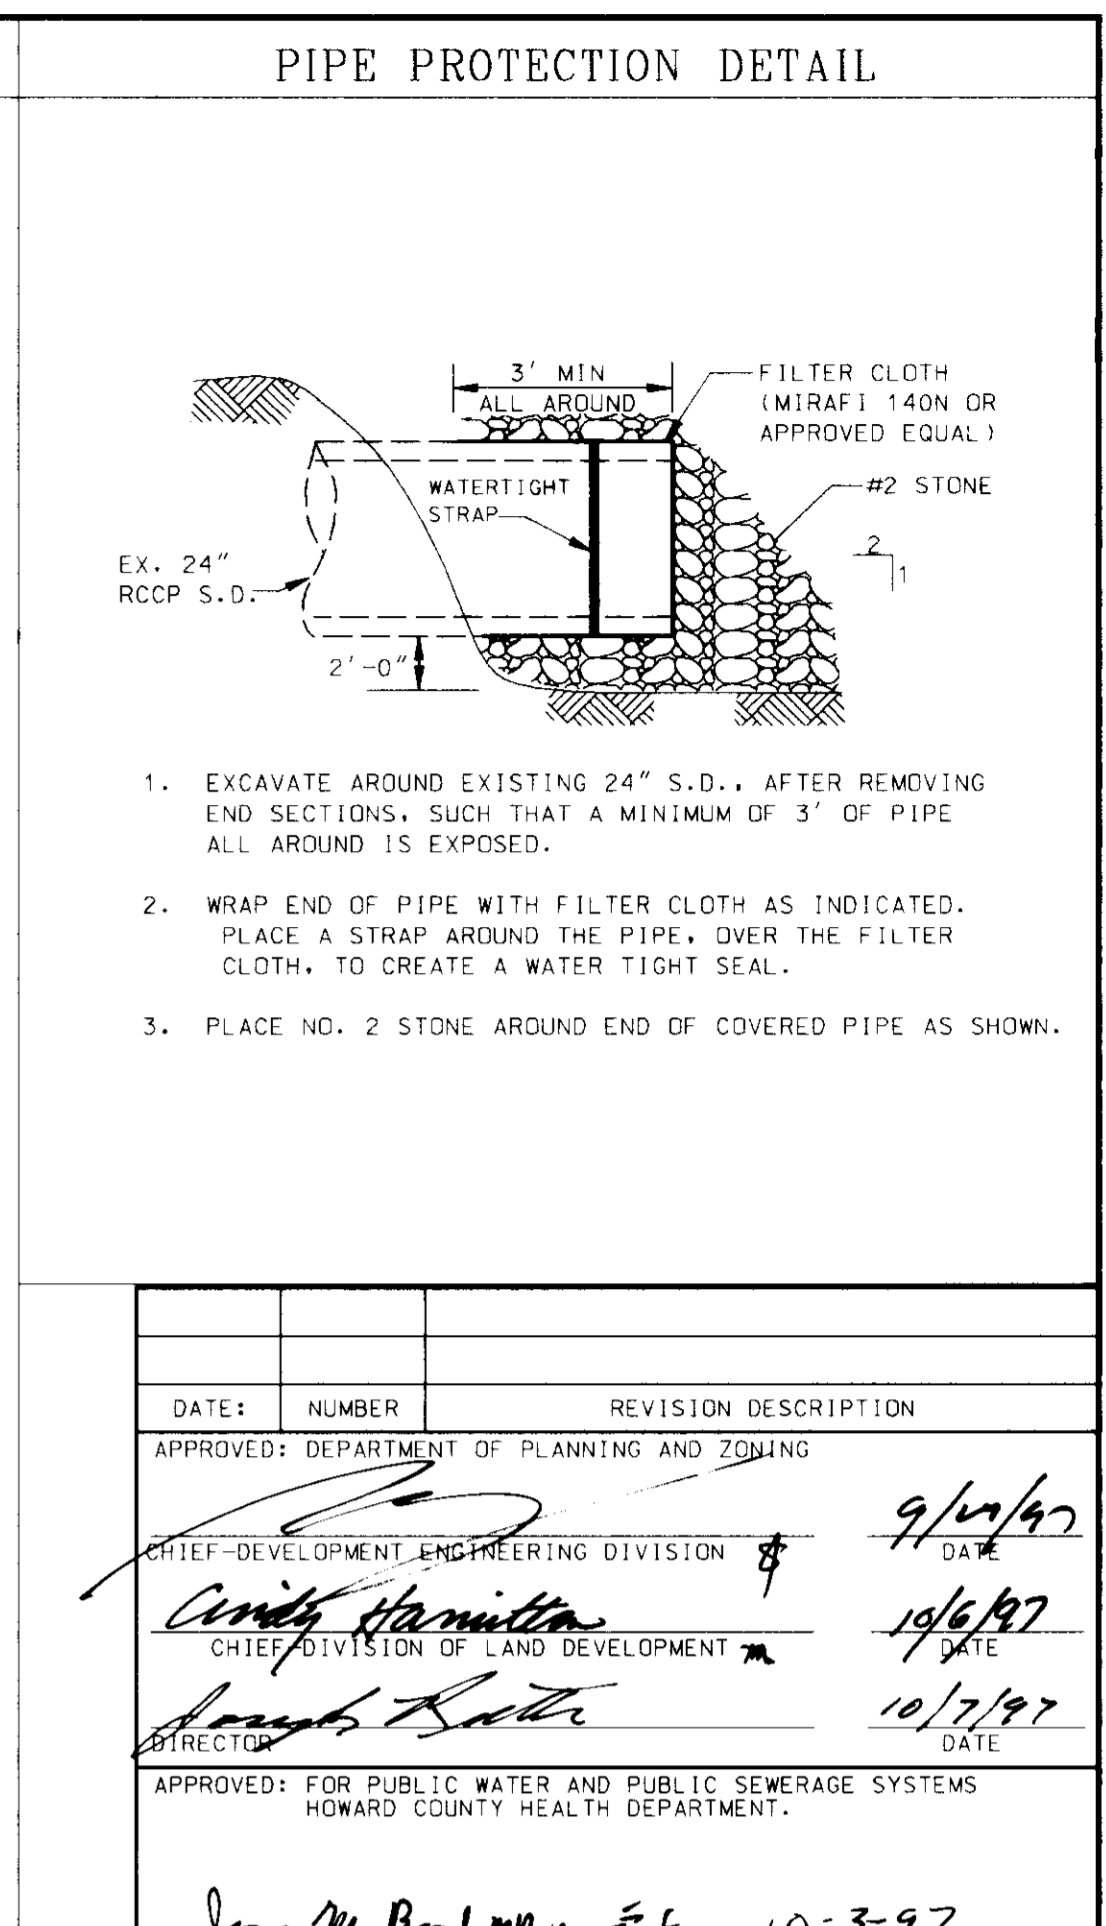 PIPE PROTECTION DETAIL
3' MIN
ALL AROUND
FILTER CLOTH
(MIRAFI 140N OR
APPROVED EQUAL)
WATERTIGHT
STRAP
#2 STONE
2
1
EX. 24"
RCCP S.D.
2'-0"
1. EXCAVATE AROUND EXISTING 24" S.D., AFTER REMOVING
END SECTIONS, SUCH THAT A MINIMUM OF 3' OF PIPE
ALL AROUND IS EXPOSED.
2. WRAP END OF PIPE WITH FILTER CLOTH AS INDICATED.
PLACE A STRAP AROUND THE PIPE, OVER THE FILTER
CLOTH, TO CREATE A WATER TIGHT SEAL.
3. PLACE NO. 2 STONE AROUND END OF COVERED PIPE AS SHOWN.
DATE: NUMBER REVISION DESCRIPTION
APPROVED: DEPARTMENT OF PLANNING AND ZONING
CHIEF-DEVELOPMENT ENGINEERING DIVISION DATE
Cindy Hamilton 10/6/97
CHIEF-DIVISION OF LAND DEVELOPMENT DATE
Joseph 10/7/97
DIRECTOR DATE
APPROVED: FOR PUBLIC WATER AND PUBLIC SEWERAGE SYSTEMS
HOWARD COUNTY HEALTH DEPARTMENT.
10-3-97